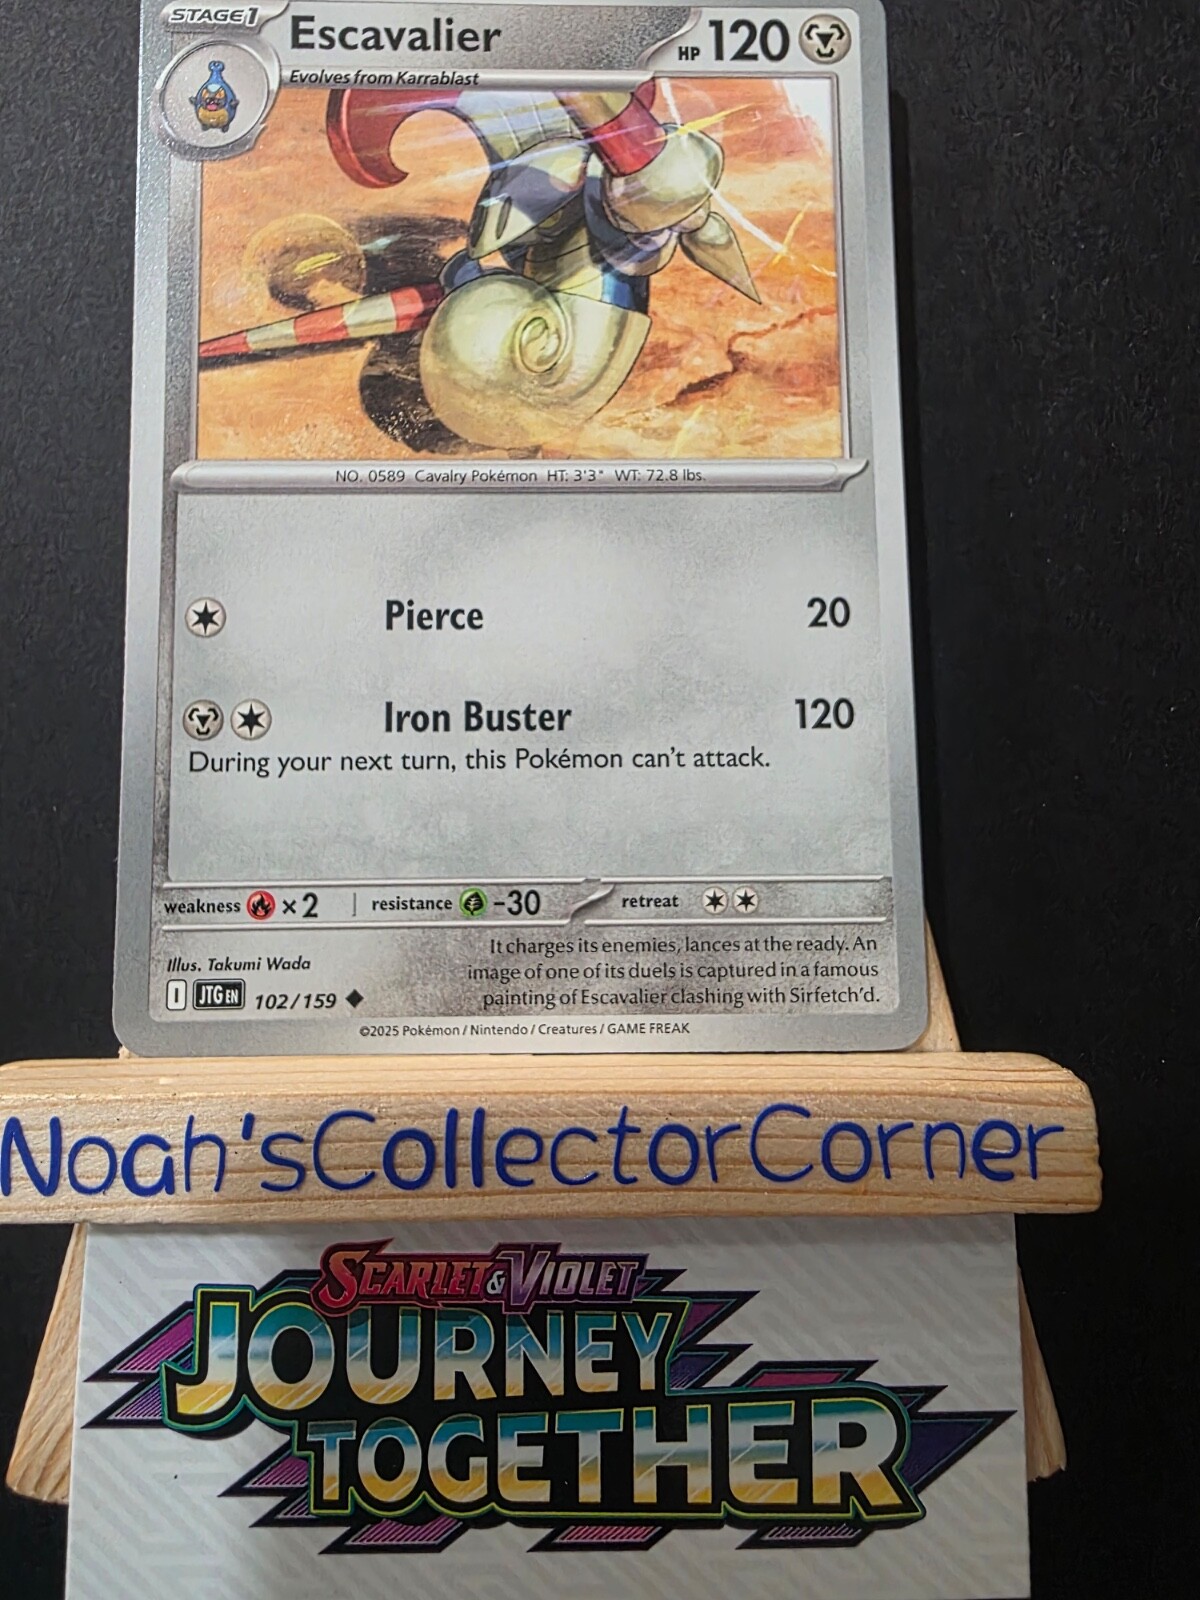 STAGE 1
Escavalier
HP 120
Evolves from Karrablast
NO. 0589 Cavalry Pokémon HT: 3'3" WT: 72.8 lbs.
Pierce 20
Iron Buster 120
During your next turn, this Pokémon can't attack.
weakness ×2 resistance -30 retreat
It charges its enemies, lances at the ready. An
image of one of its duels is captured in a famous
painting of Escavalier clashing with Sirfetch'd.
Illus. Takumi Wada
I JTG EN 102/159
©2025 Pokémon / Nintendo / Creatures / GAME FREAK
Noah'sCollectorCorner
SCARLET & VIOLET
JOURNEY
TOGETHER